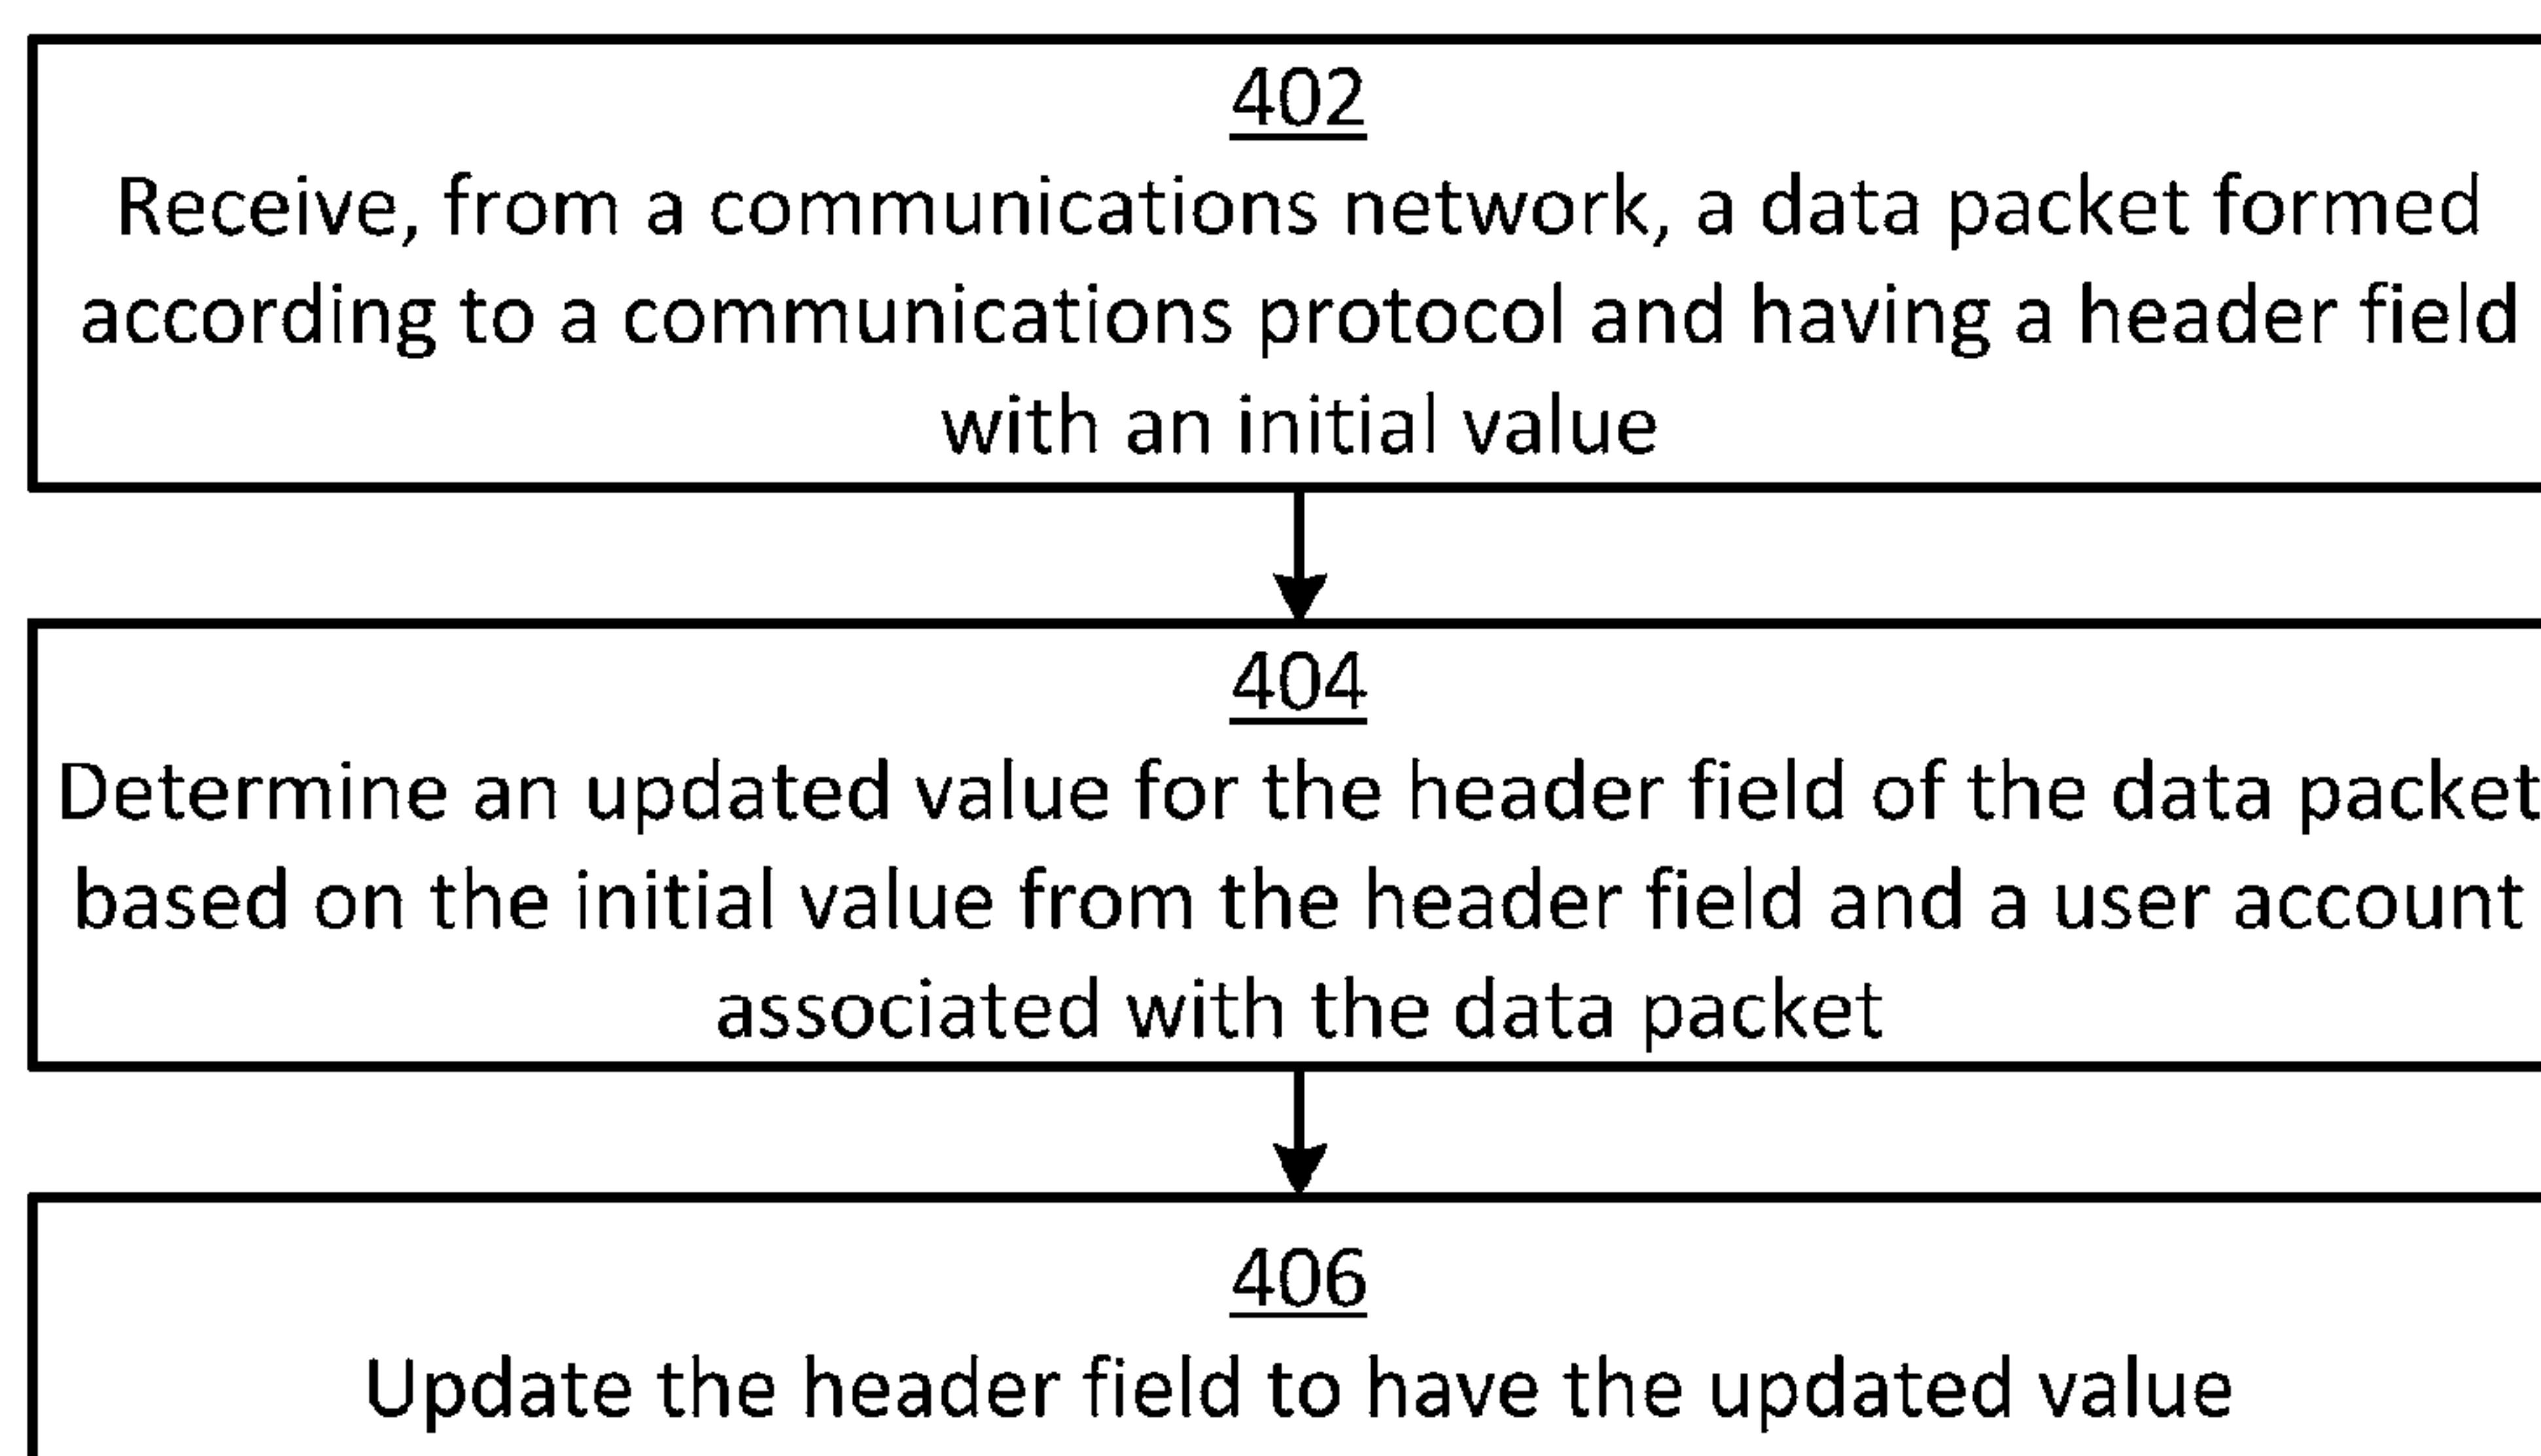 402
Receive, from a communications network, a data packet formed
according to a communications protocol and having a header field
with an initial value
404
Determine an updated value for the header field of the data packet
based on the initial value from the header field and a user account
associated with the data packet
406
Update the header field to have the updated value